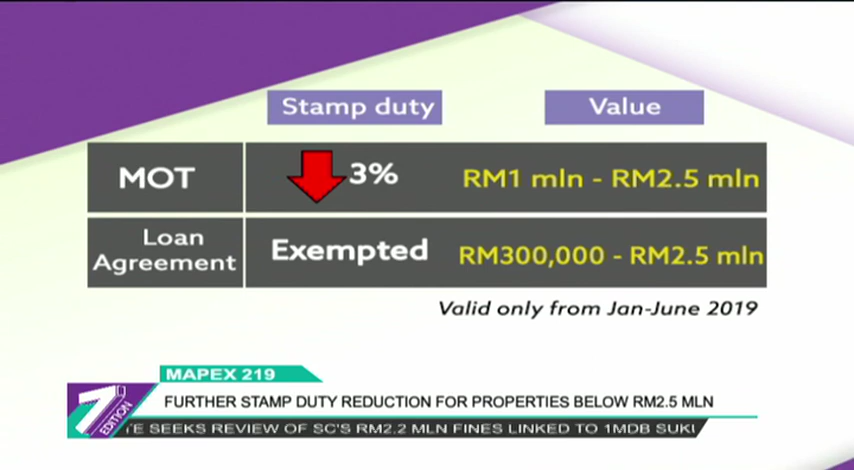 Stamp duty
Value
MOT
3%
RM1 mln - RM2.5 mln
Loan
Agreement
Exempted
RM300,000 - RM2.5 mln
Valid only from Jan-June 2019
MAPEX 219
7
EDITION
FURTHER STAMP DUTY REDUCTION FOR PROPERTIES BELOW RM2.5 MLN
TE SEEKS REVIEW OF SC'S RM2.2 MLN FINES LINKED TO 1MDB SUKU